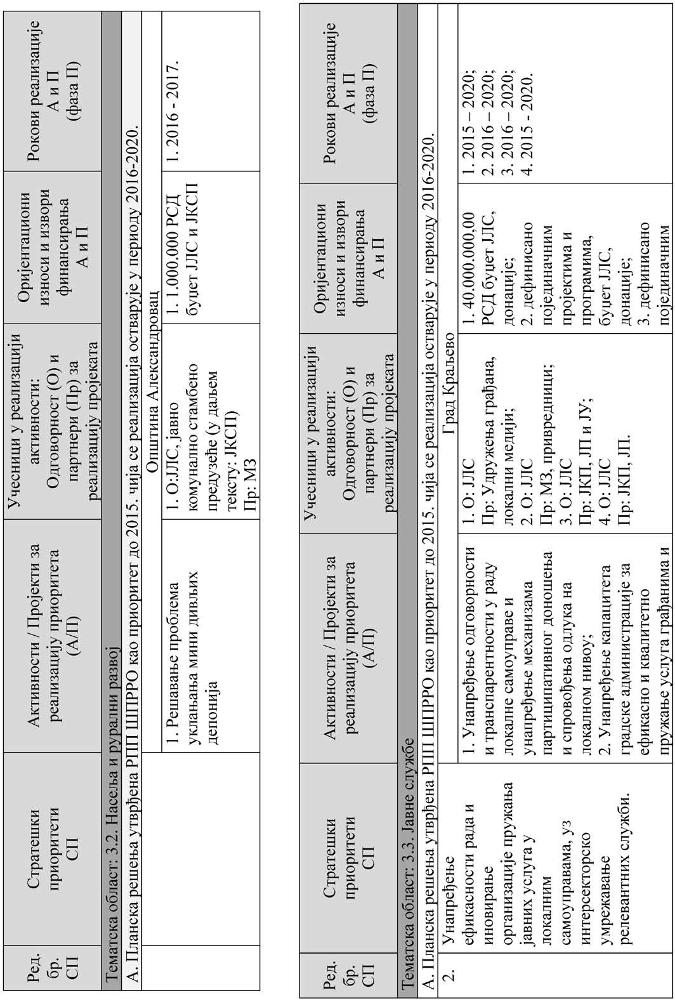 Ред.
бр.
СП
Стратешки
приоритети
СП
Активности / Пројекти за
реализацију приоритета
(А/П)
Учесници у реализацији
активности:
Одговорност (О) и
партнери (Пр) за
реализацију пројеката
Оријентациони
износи и извори
финансирања
А и П
Рокови реализације
А и П
(фаза П)
Тематска област: 3.2. Насеља и рурални развој
А. Планска решења утврђена РПП ШПРРО као приоритет до 2015. чија се реализација остварује у периоду 2016-2020.
Општина Александровац
1. Решавање проблема
уклањања мини дивљих
депонија
1. О:ЈЛС, јавно
комунално стамбено
предузеће (у даљем
тексту: ЈКСП)
Пр: МЗ
1. 1.000.000 РСД
буџет ЈЛС и ЈКСП
1. 2016 - 2017.
Ред.
бр.
СП
Стратешки
приоритети
СП
Активности / Пројекти за
реализацију приоритета
(А/П)
Учесници у реализацији
активности:
Одговорност (О) и
партнери (Пр) за
реализацију пројеката
Оријентациони
износи и извори
финансирања
А и П
Рокови реализације
А и П
(фаза П)
Тематска област: 3.3. Јавне службе
А. Планска решења утврђена РПП ШПРРО као приоритет до 2015. чија се реализација остварује у периоду 2016-2020.
2.
Унапређење
ефикасности рада и
иновирање
организације пружања
јавних услуга у
локалним
самоуправама, уз
интерсекторско
умрежавање
релевантних служби.
Град Краљево
1. Унапређење одговорности
и транспарентности у раду
локалне самоуправе и
унапређење механизама
партиципативног доношења
и спровођења одлука на
локалном нивоу;
2. Унапређење капацитета
градске администрације за
ефикасно и квалитетно
пружање услуга грађанима и
1. О: ЈЛС
Пр: Удружења грађана,
локални медији;
2. О: ЈЛС
Пр: МЗ, привредници;
3. О: ЈЛС
Пр: ЈКП, ЈП и ЈУ;
4. О: ЈЛС
Пр: ЈКП, ЈП.
1. 40.000.000,00
РСД буџет ЈЛС,
донације;
2. дефинисано
појединачним
пројектима и
програмима,
буџет ЈЛС,
донације;
3. дефинисано
појединачним
1. 2015 – 2020;
2. 2016 – 2020;
3. 2016 – 2020;
4. 2015 - 2020.